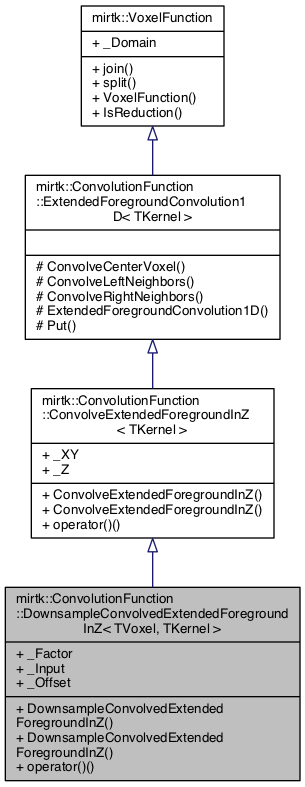 mirtk::VoxelFunction
+ _Domain
+ join()
+ split()
+ VoxelFunction()
+ IsReduction()
mirtk::ConvolutionFunction
::ExtendedForegroundConvolution1
D< TKernel >
# ConvolveCenterVoxel()
# ConvolveLeftNeighbors()
# ConvolveRightNeighbors()
# ExtendedForegroundConvolution1D()
# Put()
mirtk::ConvolutionFunction
::ConvolveExtendedForegroundInZ
< TKernel >
+ _XY
+ _Z
+ ConvolveExtendedForegroundInZ()
+ ConvolveExtendedForegroundInZ()
+ operator()()
mirtk::ConvolutionFunction
::DownsampleConvolvedExtendedForeground
InZ< TVoxel, TKernel >
+ _Factor
+ _Input
+ _Offset
+ DownsampleConvolvedExtended
ForegroundInZ()
+ DownsampleConvolvedExtended
ForegroundInZ()
+ operator()()